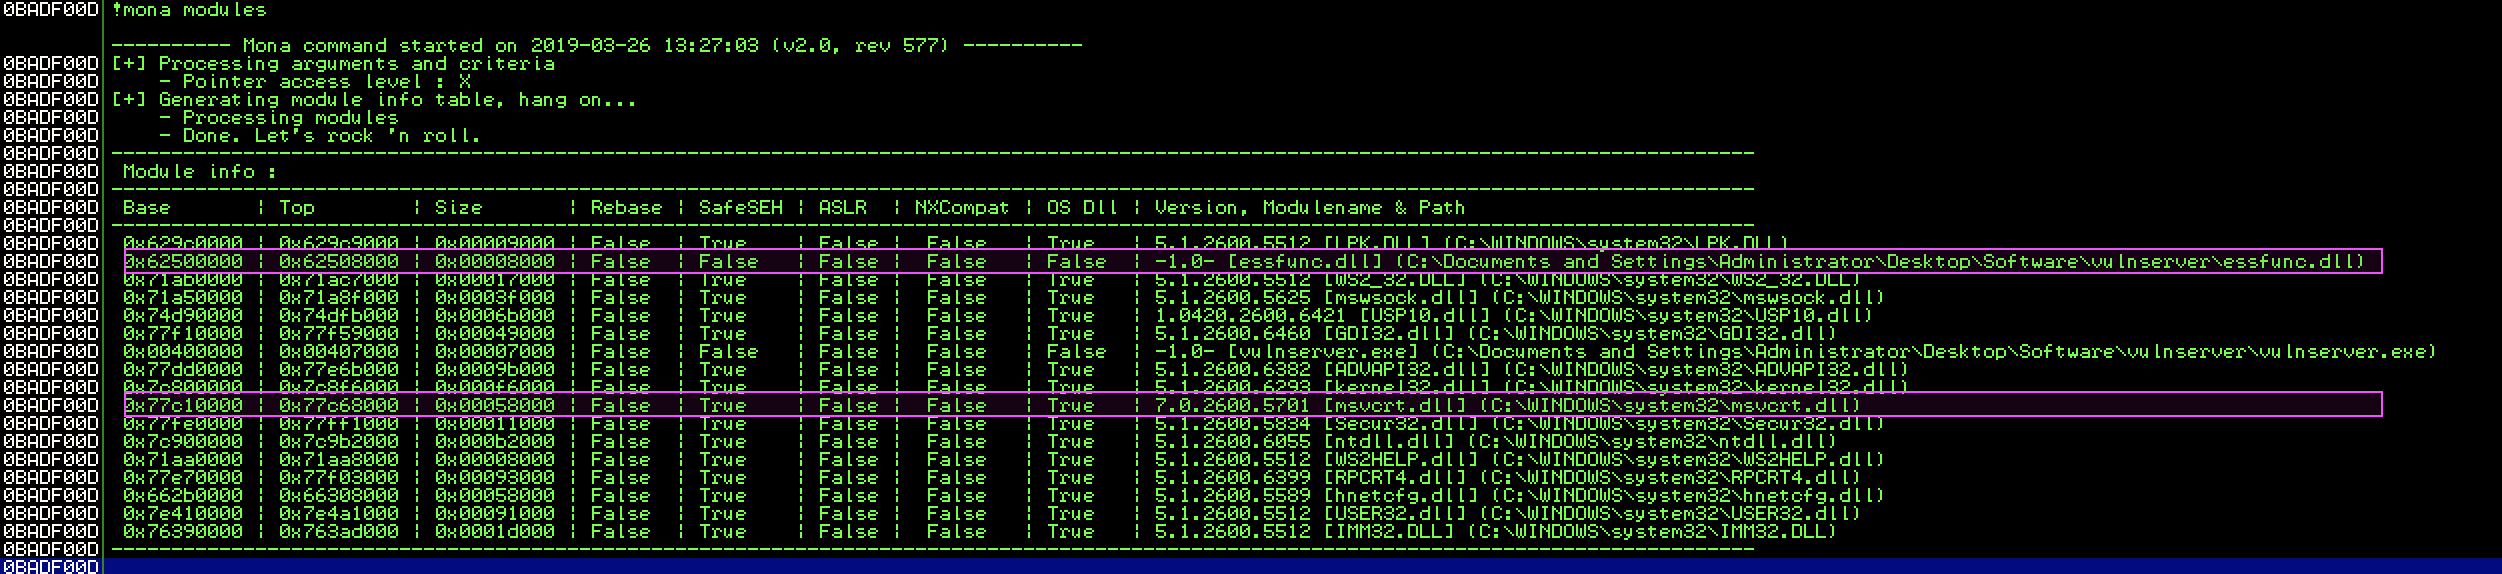 0BADF00D !mona modules
---------- Mona command started on 2019-03-26 13:27:03 (v2.0, rev 577) ----------
0BADF00D [+] Processing arguments and criteria
0BADF00D - Pointer access level : X
0BADF00D [+] Generating module info table, hang on...
0BADF00D - Processing modules
0BADF00D - Done. Let's rock 'n roll.
0BADF00D -----------------------------------------------------------------------------------------------------------------------------------------
0BADF00D Module info :
0BADF00D -----------------------------------------------------------------------------------------------------------------------------------------
0BADF00D Base | Top | Size | Rebase | SafeSEH | ASLR | NXCompat | OS Dll | Version, Modulename & Path
0BADF00D -----------------------------------------------------------------------------------------------------------------------------------------
0BADF00D 0x629c0000 | 0x629c9000 | 0x00009000 | False | True | False | False | True | 5.1.2600.5512 [LPK.DLL] (C:\WINDOWS\system32\LPK.DLL)
0BADF00D 0x62500000 | 0x62508000 | 0x00008000 | False | False | False | False | False | -1.0- [essfunc.dll] (C:\Documents and Settings\Administrator\Desktop\Software\vulnserver\essfunc.dll)
0BADF00D 0x71ab0000 | 0x71ac7000 | 0x00017000 | False | True | False | False | True | 5.1.2600.5512 [WS2_32.DLL] (C:\WINDOWS\system32\WS2_32.DLL)
0BADF00D 0x71a50000 | 0x71a8f000 | 0x0003f000 | False | True | False | False | True | 5.1.2600.5625 [mswsock.dll] (C:\WINDOWS\system32\mswsock.dll)
0BADF00D 0x74d90000 | 0x74dfb000 | 0x0006b000 | False | True | False | False | True | 1.0420.2600.6421 [USP10.dll] (C:\WINDOWS\system32\USP10.dll)
0BADF00D 0x77f10000 | 0x77f59000 | 0x00049000 | False | True | False | False | True | 5.1.2600.6460 [GDI32.dll] (C:\WINDOWS\system32\GDI32.dll)
0BADF00D 0x00400000 | 0x00407000 | 0x00007000 | False | False | False | False | False | -1.0- [vulnserver.exe] (C:\Documents and Settings\Administrator\Desktop\Software\vulnserver\vulnserver.exe)
0BADF00D 0x77dd0000 | 0x77e6b000 | 0x0009b000 | False | True | False | False | True | 5.1.2600.6382 [ADVAPI32.dll] (C:\WINDOWS\system32\ADVAPI32.dll)
0BADF00D 0x7c800000 | 0x7c8f6000 | 0x000f6000 | False | True | False | False | True | 5.1.2600.6293 [kernel32.dll] (C:\WINDOWS\system32\kernel32.dll)
0BADF00D 0x77c10000 | 0x77c68000 | 0x00058000 | False | True | False | False | True | 7.0.2600.5701 [msvcrt.dll] (C:\WINDOWS\system32\msvcrt.dll)
0BADF00D 0x77fe0000 | 0x77ff1000 | 0x00011000 | False | True | False | False | True | 5.1.2600.5834 [Secur32.dll] (C:\WINDOWS\system32\Secur32.dll)
0BADF00D 0x7c900000 | 0x7c9b2000 | 0x000b2000 | False | True | False | False | True | 5.1.2600.6055 [ntdll.dll] (C:\WINDOWS\system32\ntdll.dll)
0BADF00D 0x71aa0000 | 0x71aa8000 | 0x00008000 | False | True | False | False | True | 5.1.2600.5512 [WS2HELP.dll] (C:\WINDOWS\system32\WS2HELP.dll)
0BADF00D 0x77e70000 | 0x77f03000 | 0x00093000 | False | True | False | False | True | 5.1.2600.6399 [RPCRT4.dll] (C:\WINDOWS\system32\RPCRT4.dll)
0BADF00D 0x662b0000 | 0x66308000 | 0x00058000 | False | True | False | False | True | 5.1.2600.5589 [hnetcfg.dll] (C:\WINDOWS\system32\hnetcfg.dll)
0BADF00D 0x7e410000 | 0x7e4a1000 | 0x00091000 | False | True | False | False | True | 5.1.2600.5512 [USER32.dll] (C:\WINDOWS\system32\USER32.dll)
0BADF00D 0x76390000 | 0x763ad000 | 0x0001d000 | False | True | False | False | True | 5.1.2600.5512 [IMM32.DLL] (C:\WINDOWS\system32\IMM32.DLL)
0BADF00D -----------------------------------------------------------------------------------------------------------------------------------------
0BADF00D